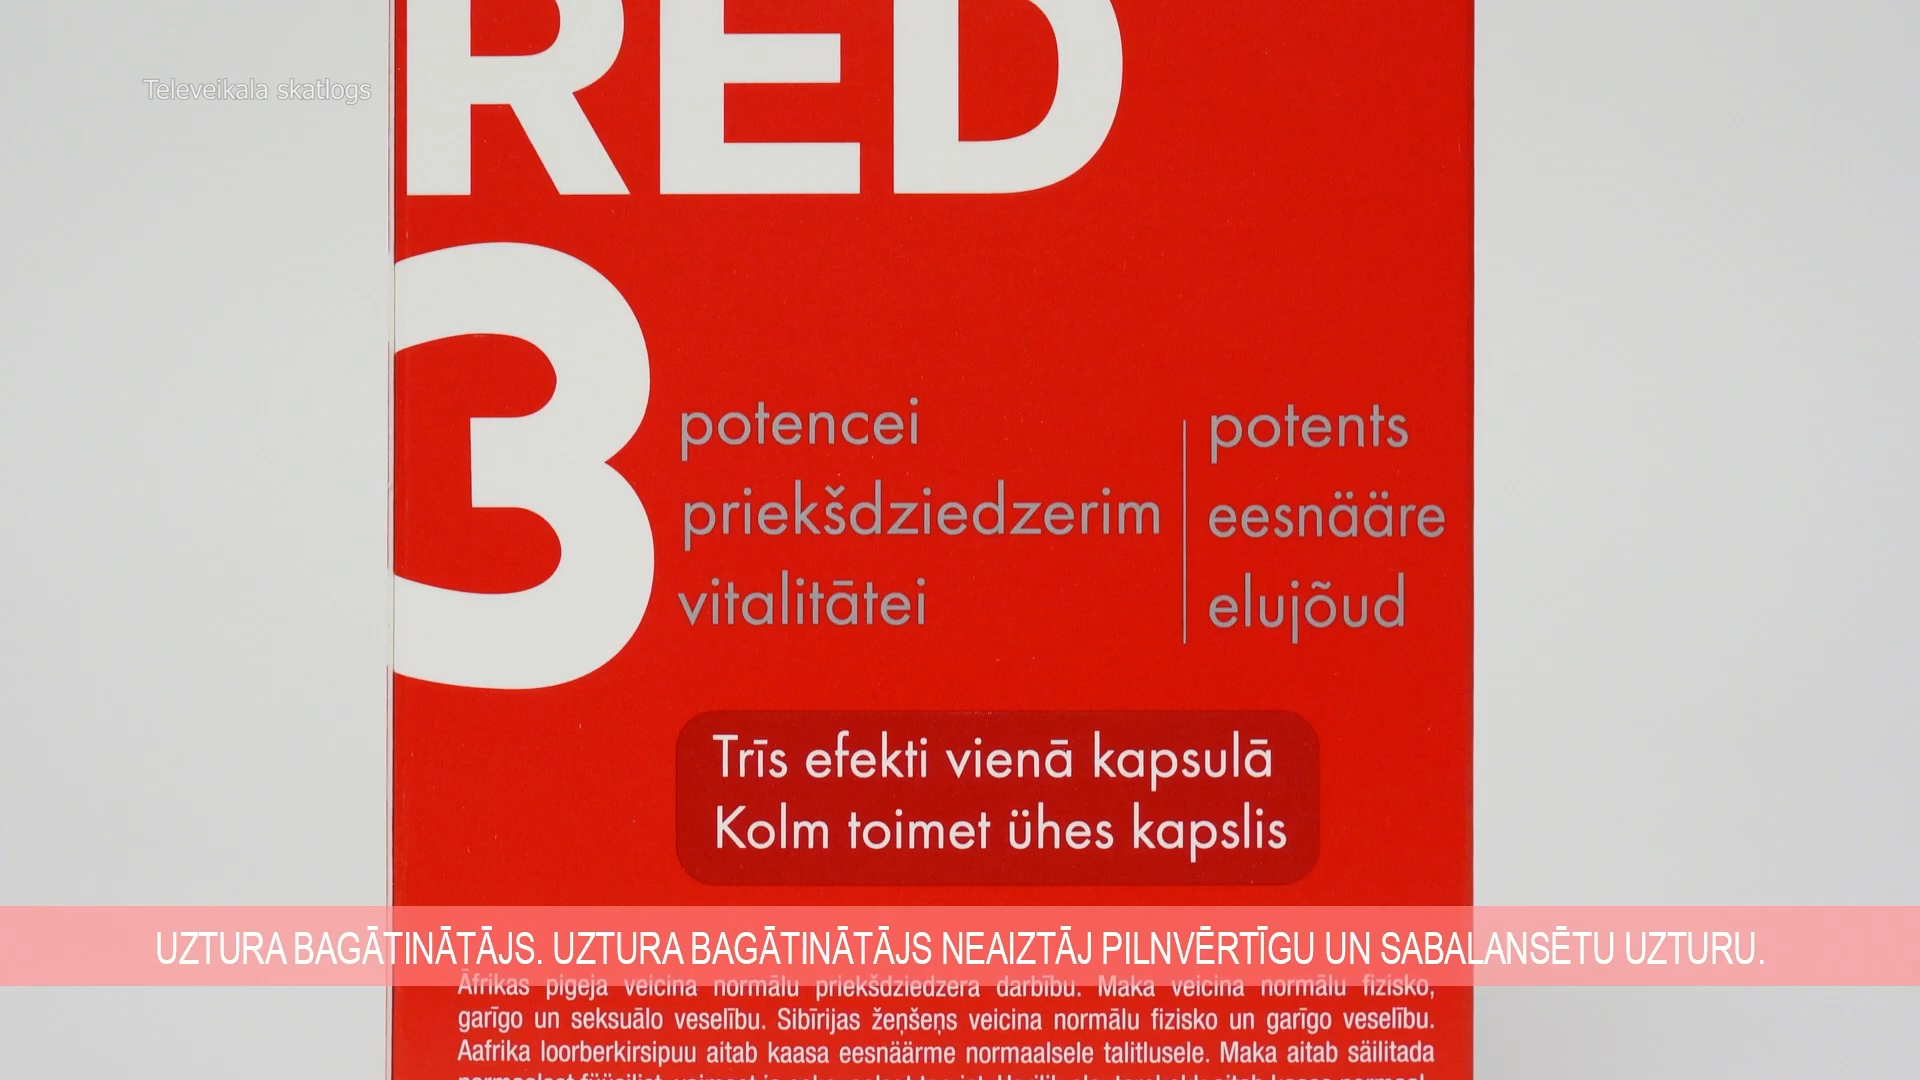 RED
Televeikala skatlogs
3
potencei
priekšdziedzerim
vitalitātei
potents
eesnääre
elujõud
Trīs efekti vienā kapsulā
Kolm toimet ühes kapslis
UZTURA BAGĀTINĀTĀJS. UZTURA BAGĀTINĀTĀJS NEAIZTĀJ PILNVĒRTĪGU UN SABALANSĒTU UZTURU.
Āfrikas pigeja veicina normālu priekšdziedzera darbību. Maka veicina normālu fizisko,
garīgo un seksuālo veselību. Sibīrijas žeņšeņs veicina normālu fizisko un garīgo veselību.
Aafrika loorberkirsipuu aitab kaasa eesnäärme normaalsele talitlusele. Maka aitab säilitada